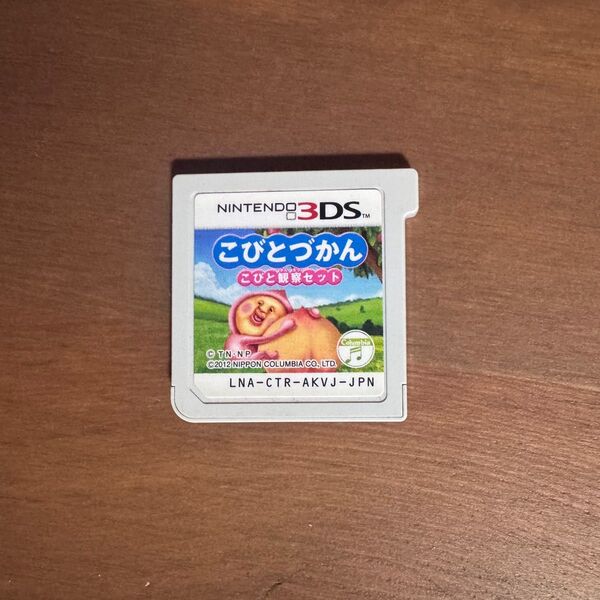 NINTENDO 3DS™
こびとづかん
こびと観察セット
Columbia
© TN・NP
©2012 NIPPON COLUMBIA CO., LTD.
LNA-CTR-AKVJ-JPN